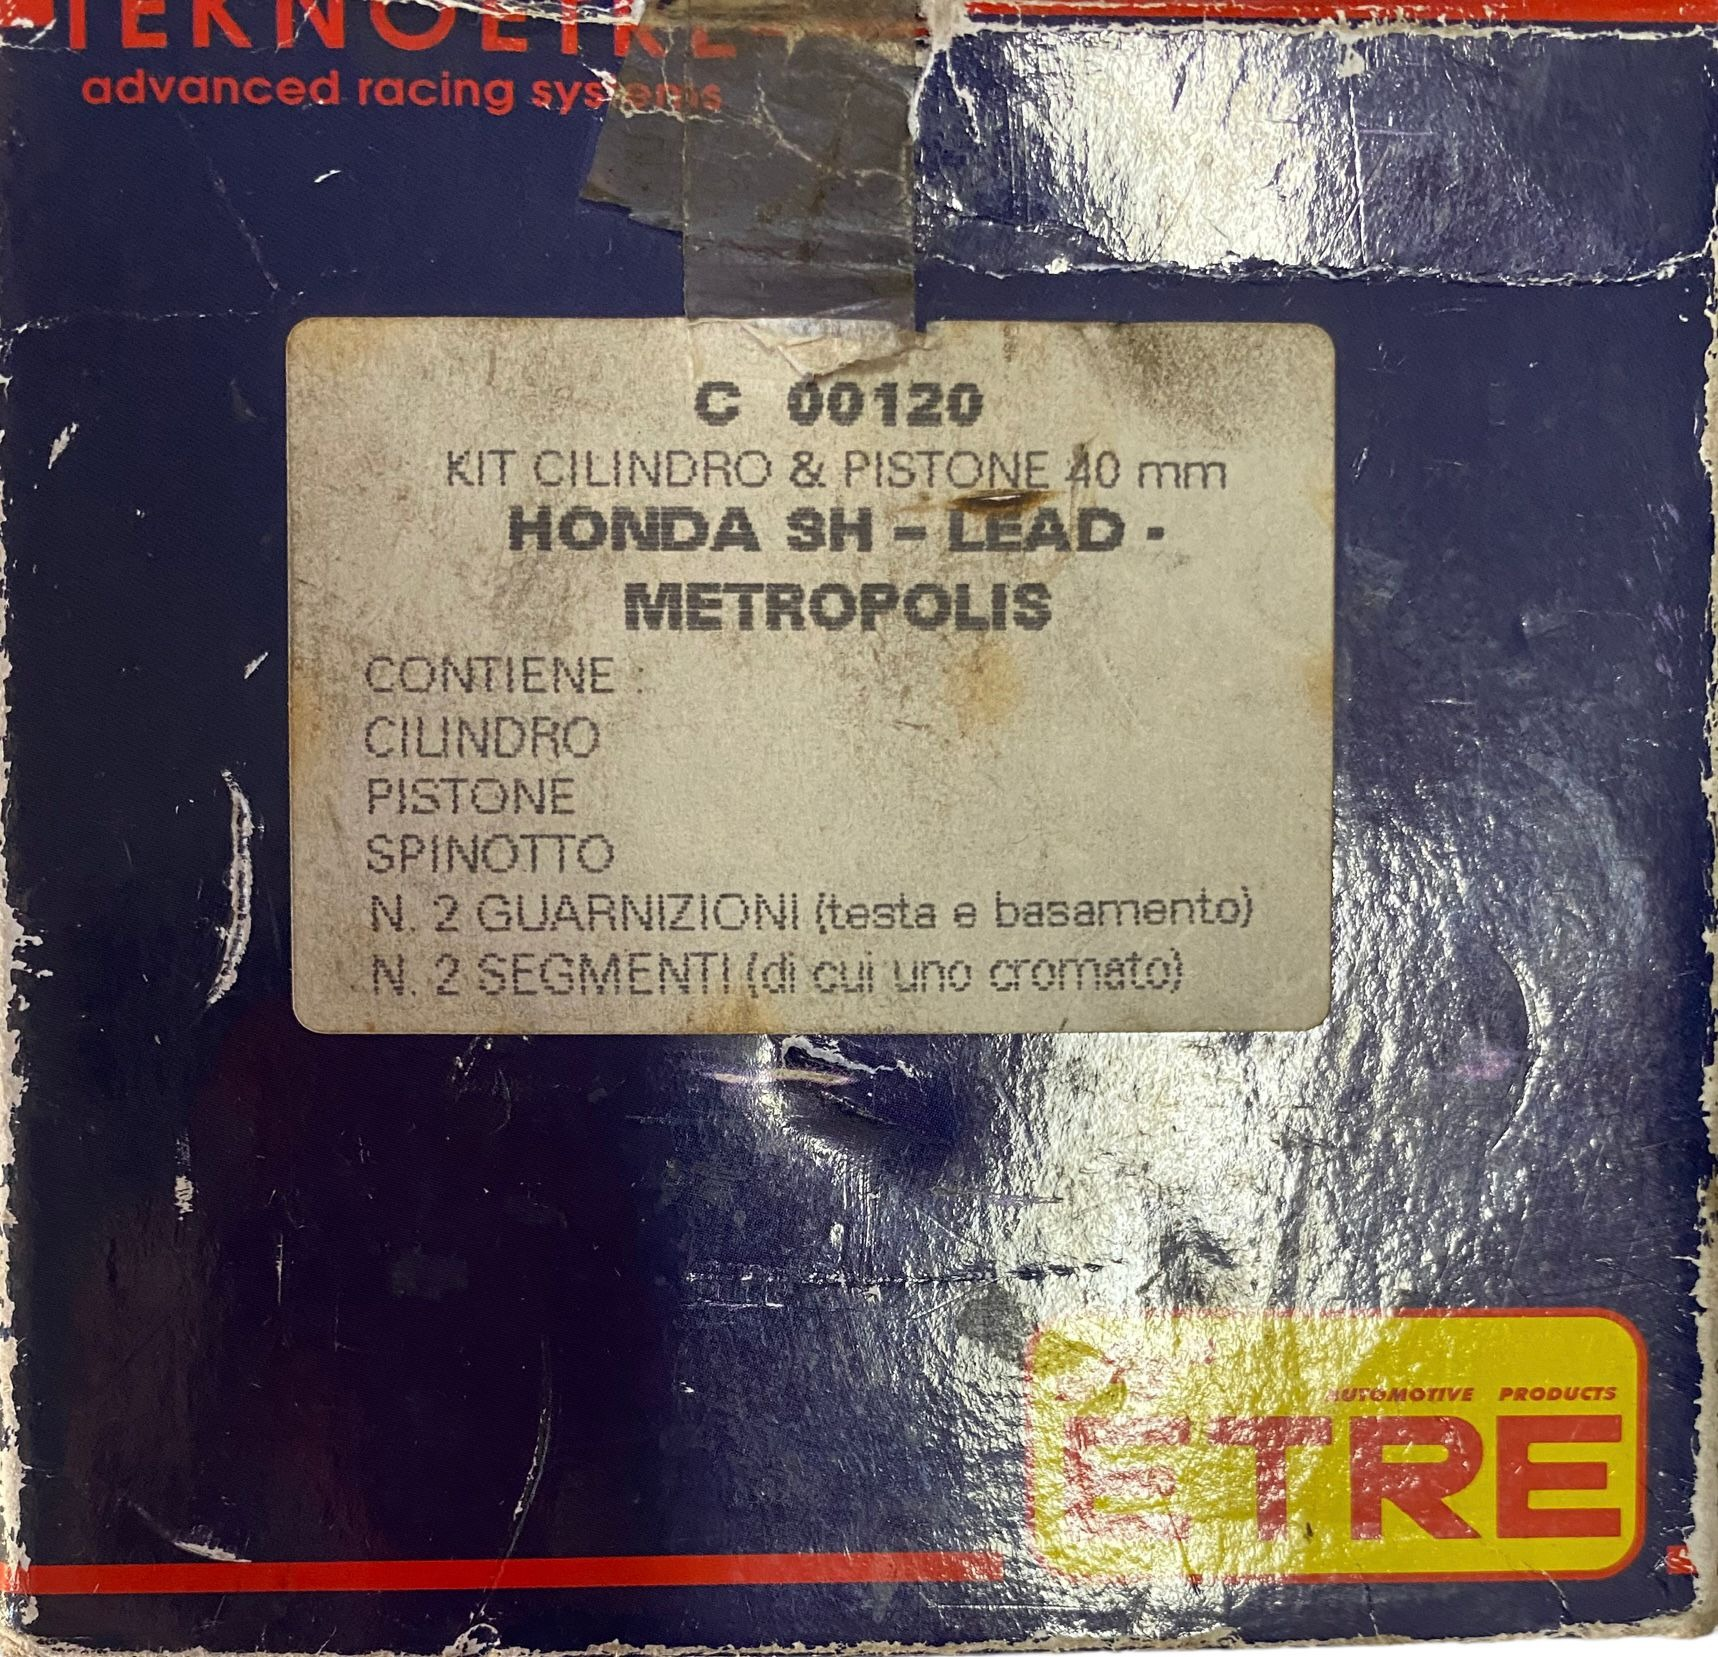 TEKNOETRE
advanced racing systems
C 00120
KIT CILINDRO & PISTONE 40 mm
HONDA SH - LEAD -
METROPOLIS
CONTIENE :
CILINDRO
PISTONE
SPINOTTO
N. 2 GUARNIZIONI (testa e basamento)
N. 2 SEGMENTI (di cui uno cromato)
AUTOMOTIVE PRODUCTS
ETRE